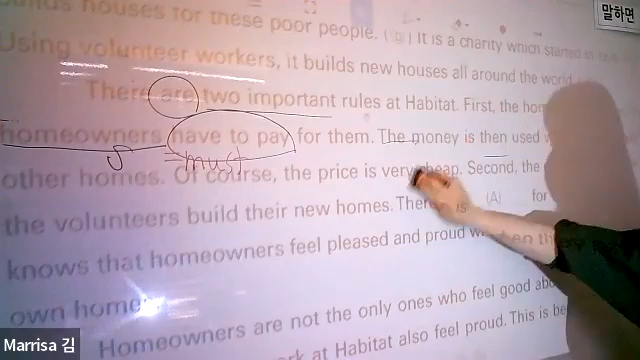 말하면
builds houses for these poor people. (b) It is a charity which started in
Using volunteer workers, it builds new houses all around the world.
There are two important rules at Habitat. First, the hom
homeowners have to pay for them. The money is then used
S
= must
other homes. Of course, the price is very cheap. Second, the
the volunteers build their new homes. There is (A) for
knows that homeowners feel pleased and proud when the
own home
Homeowners are not the only ones who feel good abo
rk at Habitat also feel proud. This is be
Marrisa 김